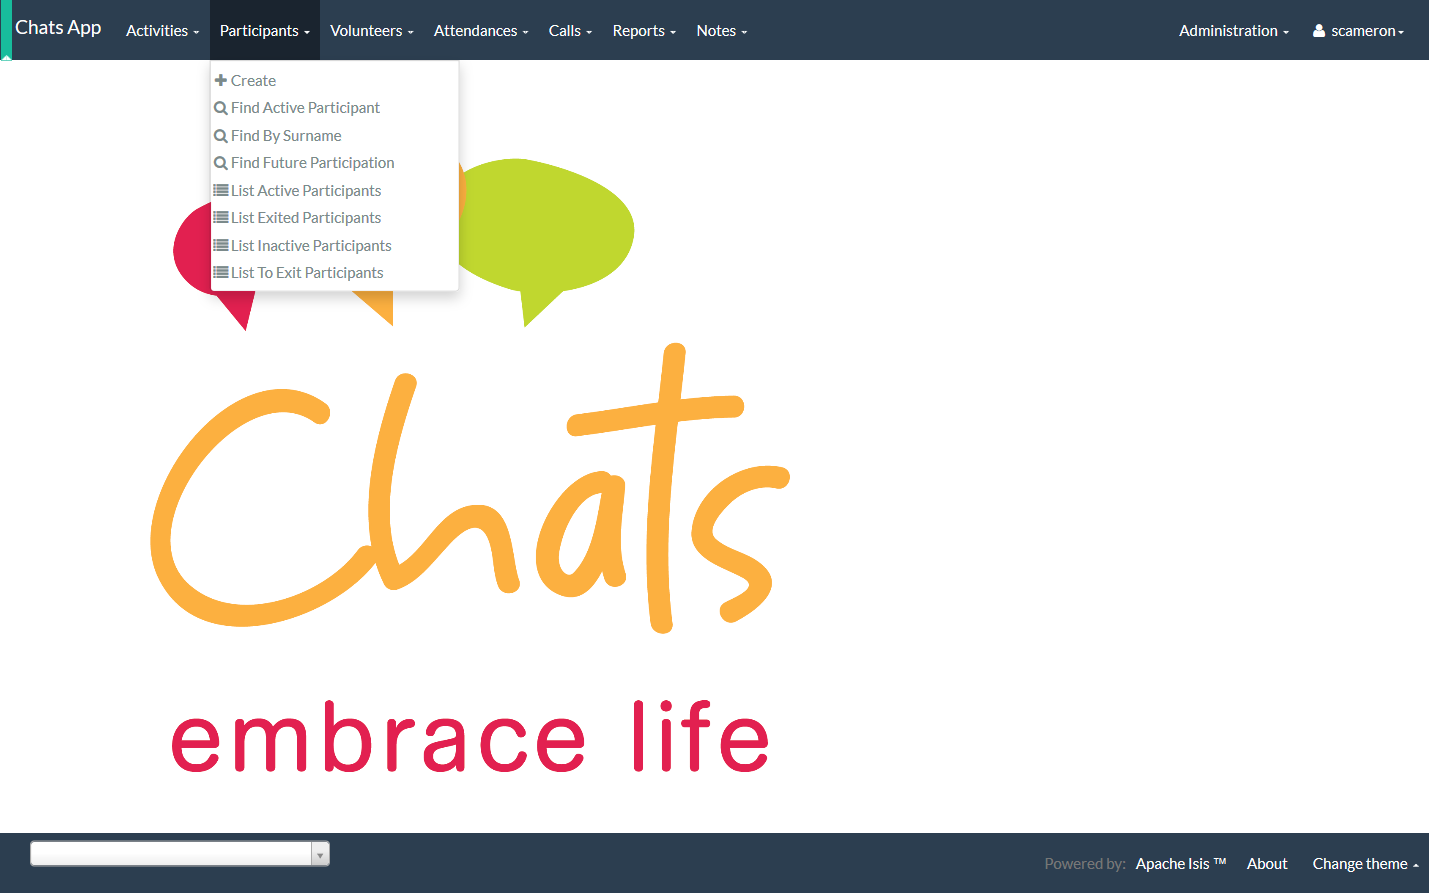 Chats App Activities Participants Volunteers Attendances Calls Reports Notes Administration scameron
Create
Find Active Participant
Find By Surname
Find Future Participation
List Active Participants
List Exited Participants
List Inactive Participants
List To Exit Participants
Chats
embrace life
Powered by: Apache Isis ™ About Change theme